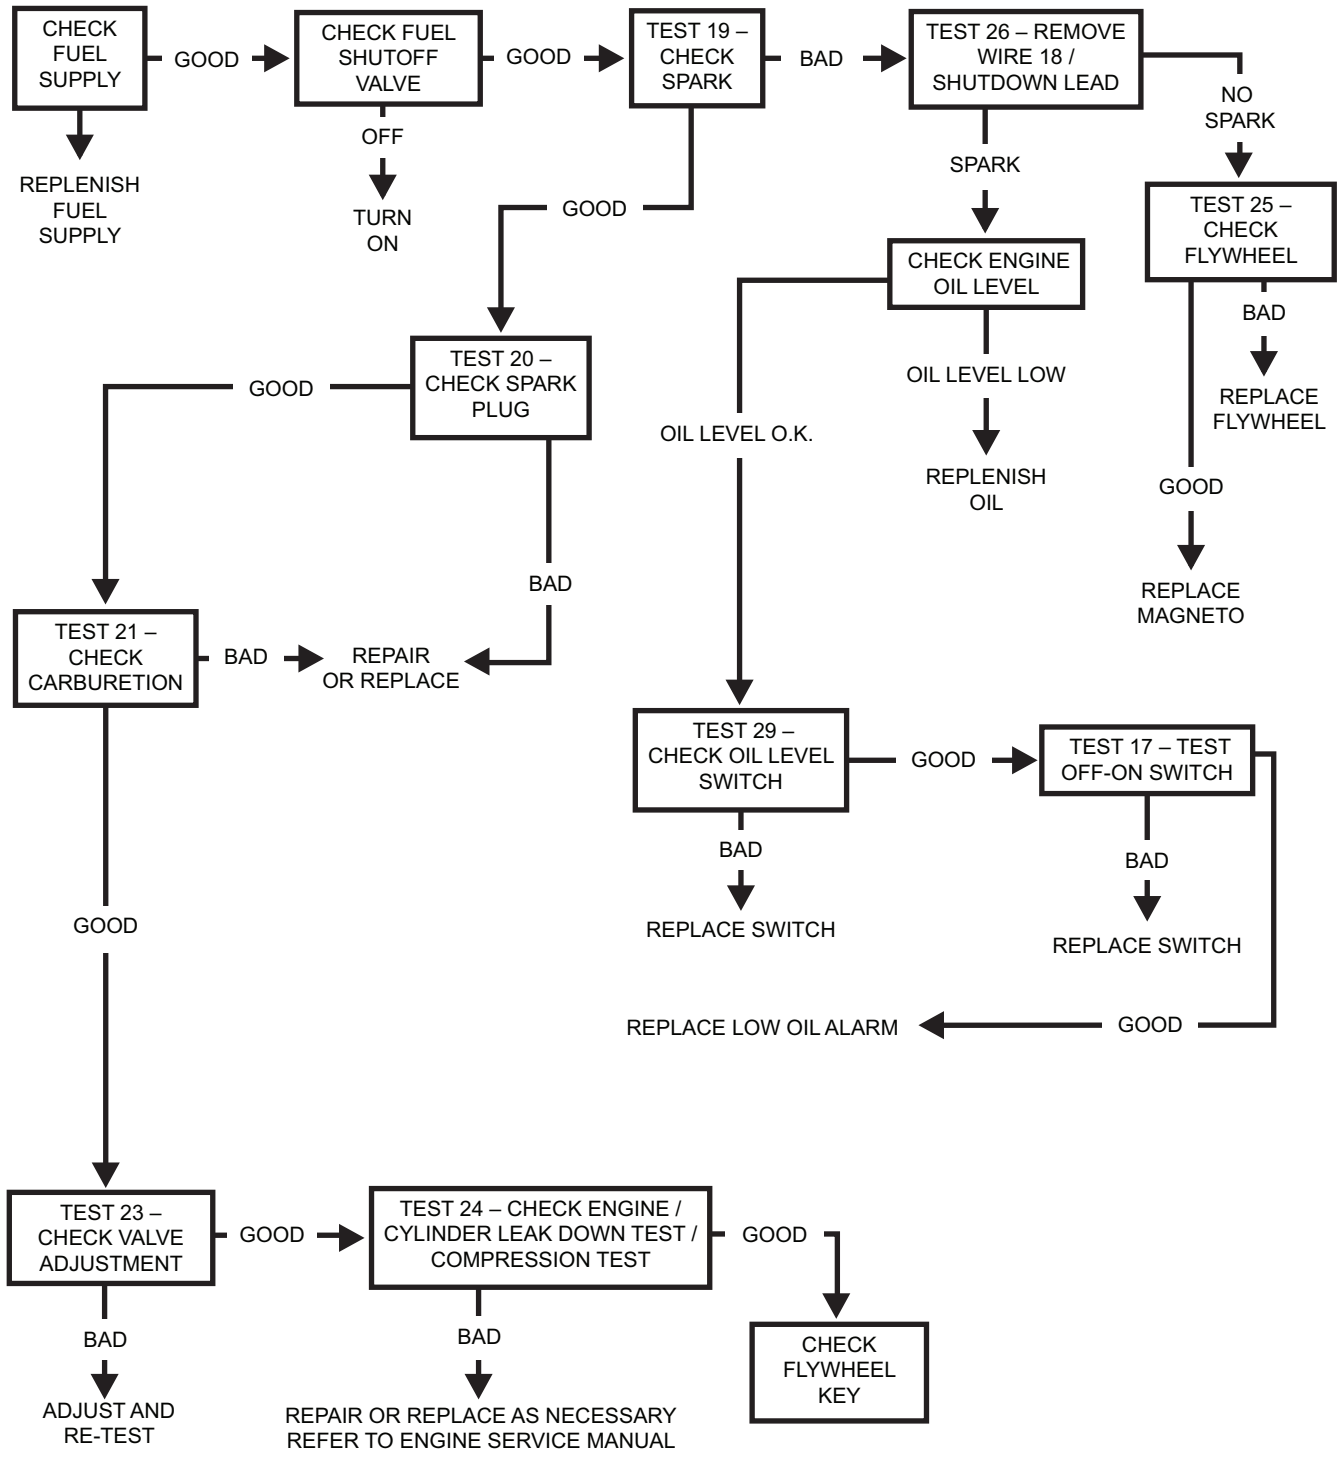 CHECK
FUEL
SUPPLY
GOOD
CHECK FUEL
SHUTOFF
VALVE
GOOD
TEST 19 –
CHECK
SPARK
BAD
TEST 26 – REMOVE
WIRE 18 /
SHUTDOWN LEAD
NO
SPARK
REPLENISH
FUEL
SUPPLY
OFF
TURN
ON
GOOD
SPARK
TEST 25 –
CHECK
FLYWHEEL
CHECK ENGINE
OIL LEVEL
BAD
REPLACE
FLYWHEEL
TEST 20 –
CHECK SPARK
PLUG
GOOD
OIL LEVEL LOW
OIL LEVEL O.K.
REPLENISH
OIL
GOOD
REPLACE
MAGNETO
BAD
TEST 21 –
CHECK
CARBURETION
BAD
REPAIR
OR REPLACE
TEST 29 –
CHECK OIL LEVEL
SWITCH
GOOD
TEST 17 – TEST
OFF-ON SWITCH
BAD
REPLACE SWITCH
BAD
REPLACE SWITCH
GOOD
REPLACE LOW OIL ALARM
GOOD
TEST 23 –
CHECK VALVE
ADJUSTMENT
GOOD
TEST 24 – CHECK ENGINE /
CYLINDER LEAK DOWN TEST /
COMPRESSION TEST
GOOD
BAD
ADJUST AND
RE-TEST
BAD
REPAIR OR REPLACE AS NECESSARY
REFER TO ENGINE SERVICE MANUAL
CHECK
FLYWHEEL
KEY